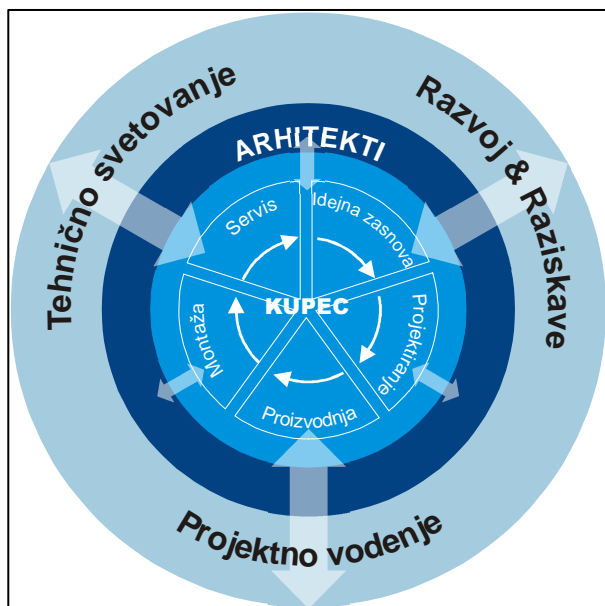 Tehnično svetovanje
Razvoj & Raziskave
ARHITEKTI
Servis
Idejna zasnova
KUPEC
Montaža
Projektiranje
Proizvodnja
Projektno vodenje